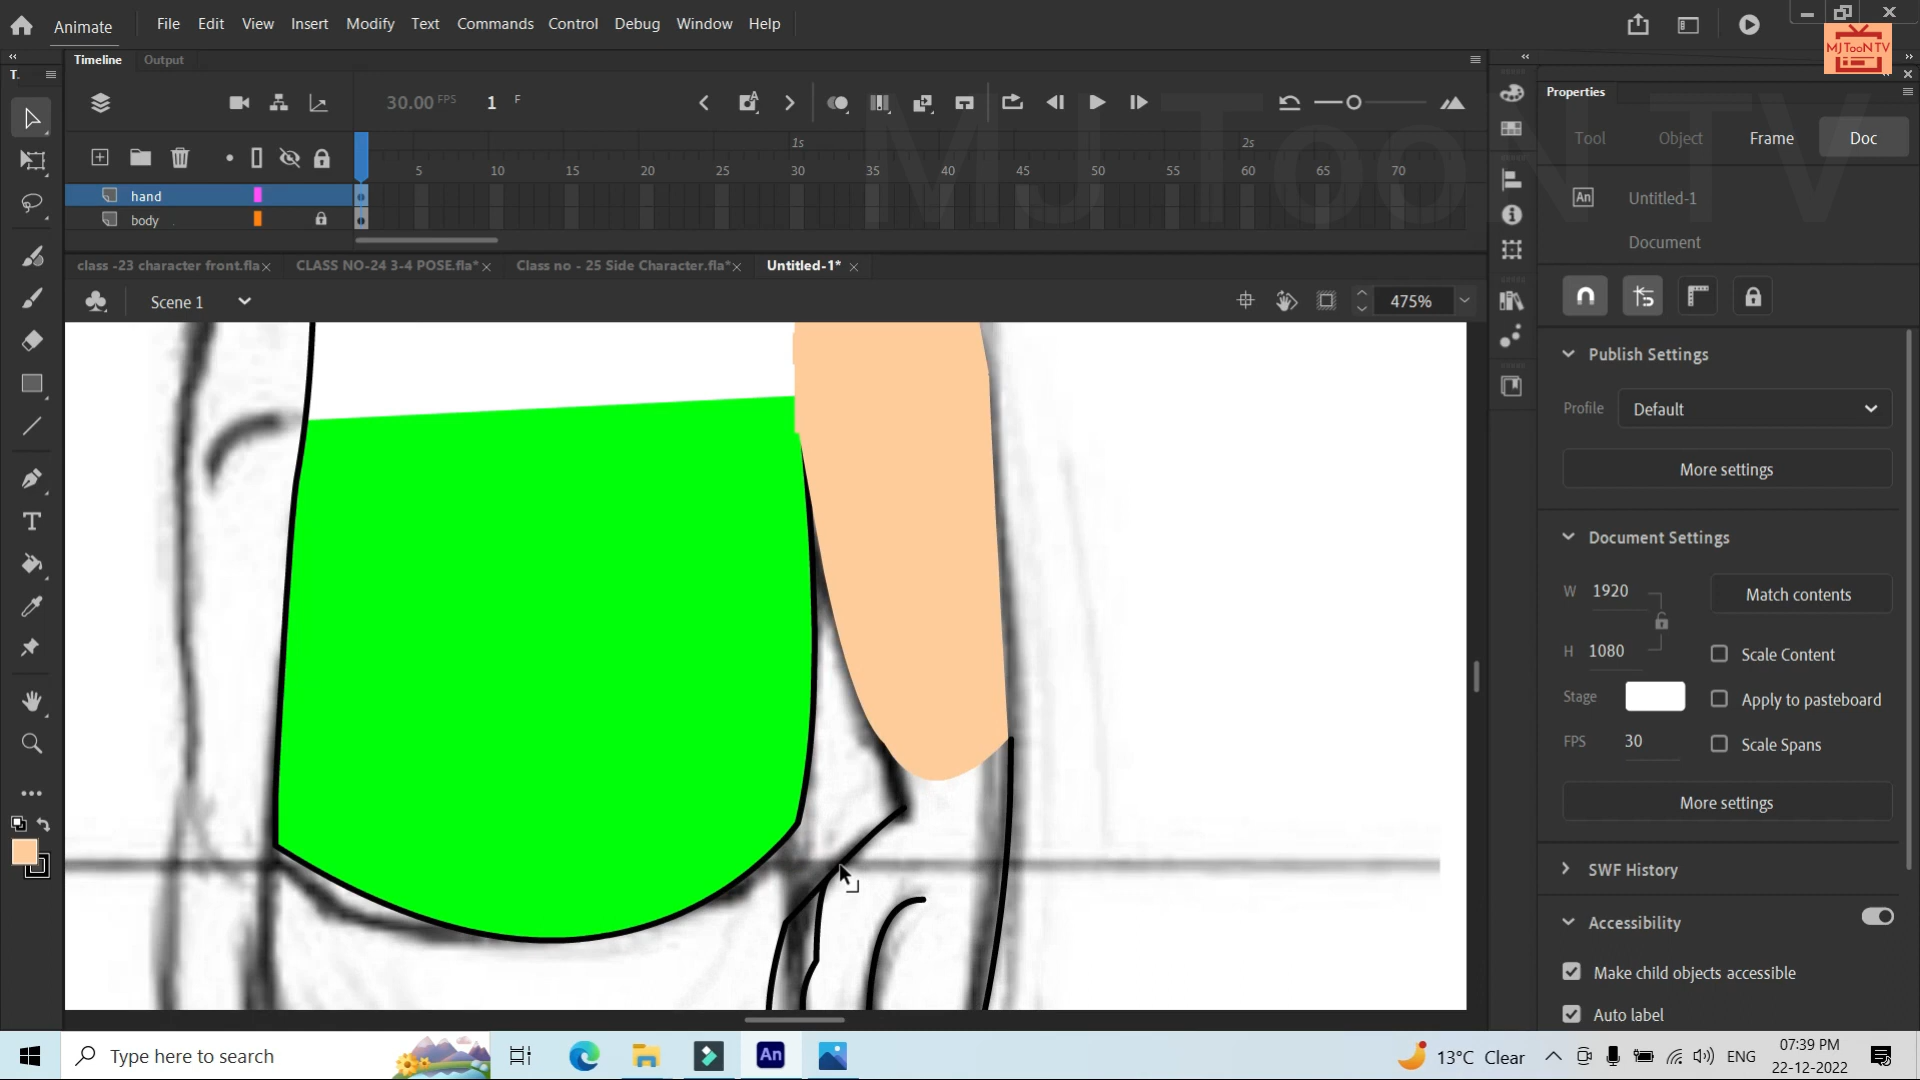 Animate File Edit View Insert Modify Text Commands Control Debug Window Help
MJTooN TV
Timeline Output
T.
Properties
30.00 FPS 1 F
MJ TooN TV
Tool Object Frame Doc
1s 2s
5 10 15 20 25 30 35 40 45 50 55 60 65 70
hand
body
An Untitled-1
Document
class -23 character front.fla× CLASS NO-24 3-4 POSE.fla*× Class no - 25 Side Character.fla*× Untitled-1* ×
Scene 1
475%
Publish Settings
Profile Default
More settings
Document Settings
W 1920
Match contents
H 1080
Scale Content
Stage
Apply to pasteboard
FPS 30
Scale Spans
More settings
SWF History
Accessibility
Make child objects accessible
Auto label
Type here to search
An
13°C Clear
ENG
07:39 PM
22-12-2022